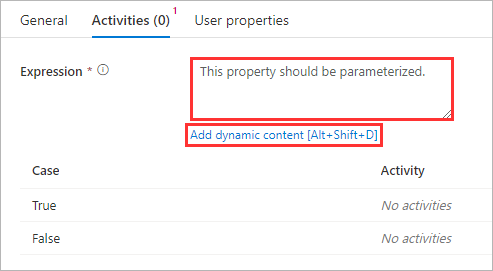 General Activities (0) 1 User properties
Expression * This property should be parameterized.
Add dynamic content [Alt+Shift+D]
Case Activity
True No activities
False No activities